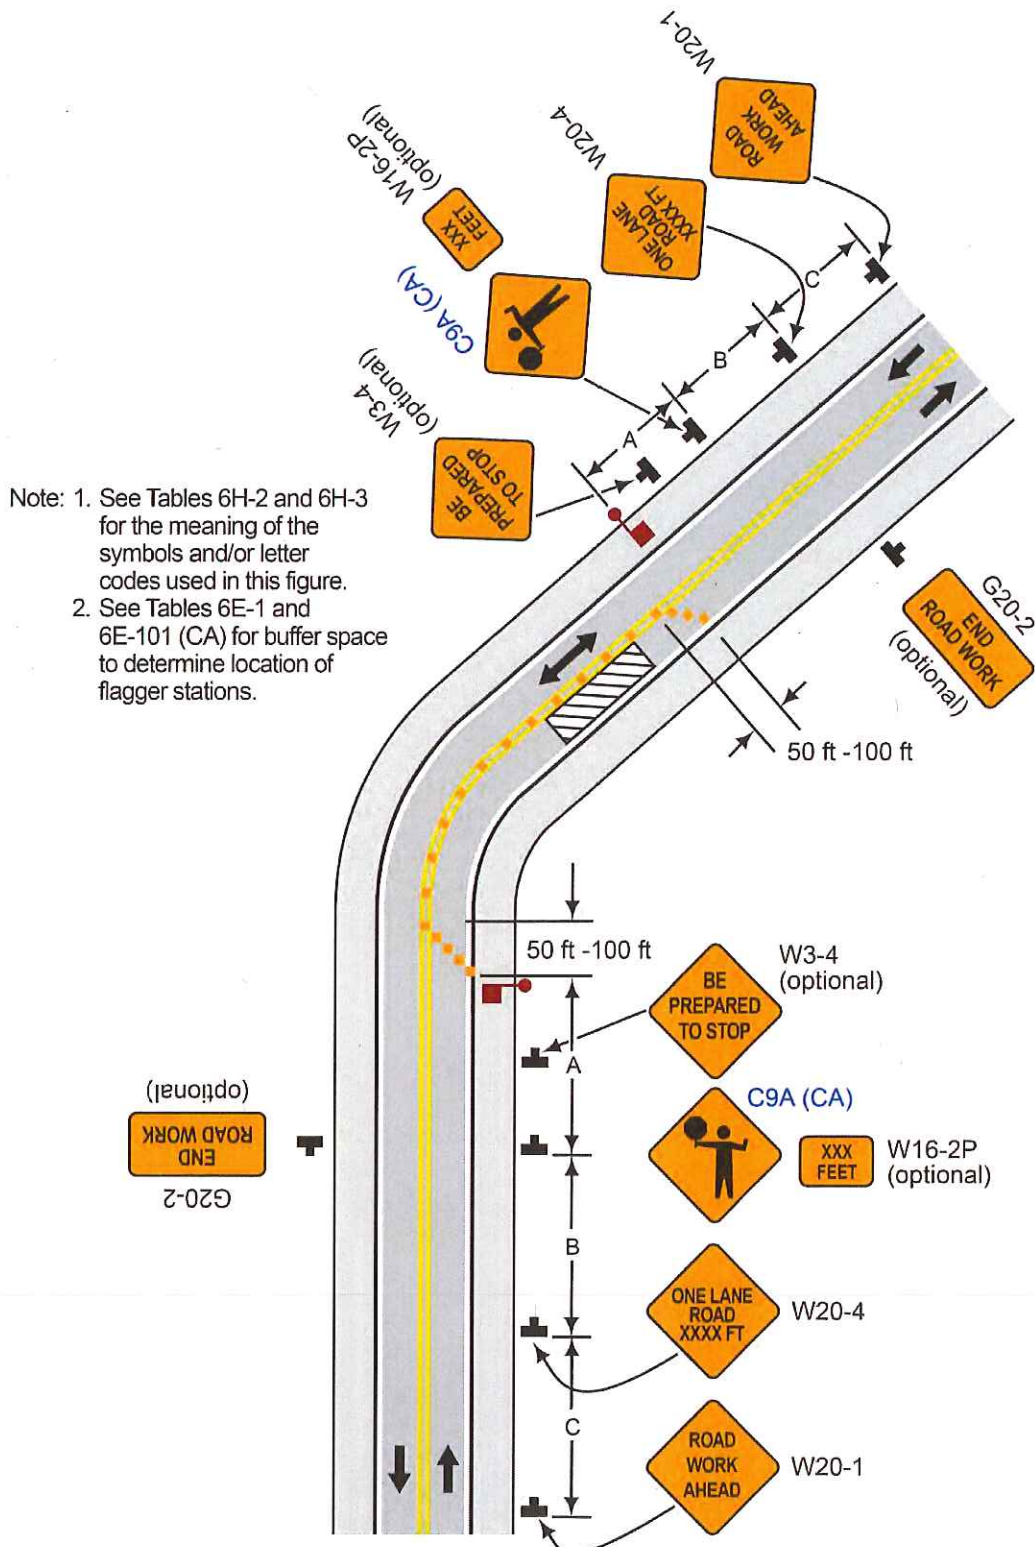 W20-1
ROAD
WORK
AHEAD
W20-4
ONE LANE
ROAD
XXXX FT
W16-2P
(optional)
XXX
FEET
C9A (CA)
W3-4
(optional)
BE
PREPARED
TO STOP
C
B
A
Note: 1. See Tables 6H-2 and 6H-3
for the meaning of the
symbols and/or letter
codes used in this figure.
2. See Tables 6E-1 and
6E-101 (CA) for buffer space
to determine location of
flagger stations.
G20-2
END
ROAD WORK
(optional)
50 ft -100 ft
50 ft -100 ft
BE
PREPARED
TO STOP
W3-4
(optional)
A
C9A (CA)
XXX
FEET
W16-2P
(optional)
G20-2
END
ROAD WORK
(optional)
B
ONE LANE
ROAD
XXXX FT
W20-4
C
ROAD
WORK
AHEAD
W20-1